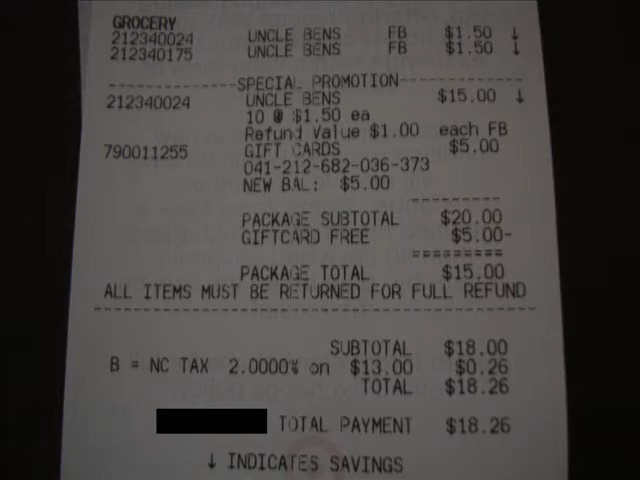 GROCERY
212340024 UNCLE BENS FB $1.50 ↓
212340175 UNCLE BENS FB $1.50 ↓
SPECIAL PROMOTION
212340024 UNCLE BENS $15.00 ↓
10 @ $1.50 ea
Refund Value $1.00 each FB
790011255 GIFT CARDS $5.00
041-212-682-036-373
NEW BAL: $5.00
PACKAGE SUBTOTAL $20.00
GIFTCARD FREE $5.00-
PACKAGE TOTAL $15.00
ALL ITEMS MUST BE RETURNED FOR FULL REFUND
SUBTOTAL $18.00
B = NC TAX 2.0000% on $13.00 $0.26
TOTAL $18.26
TOTAL PAYMENT $18.26
↓ INDICATES SAVINGS